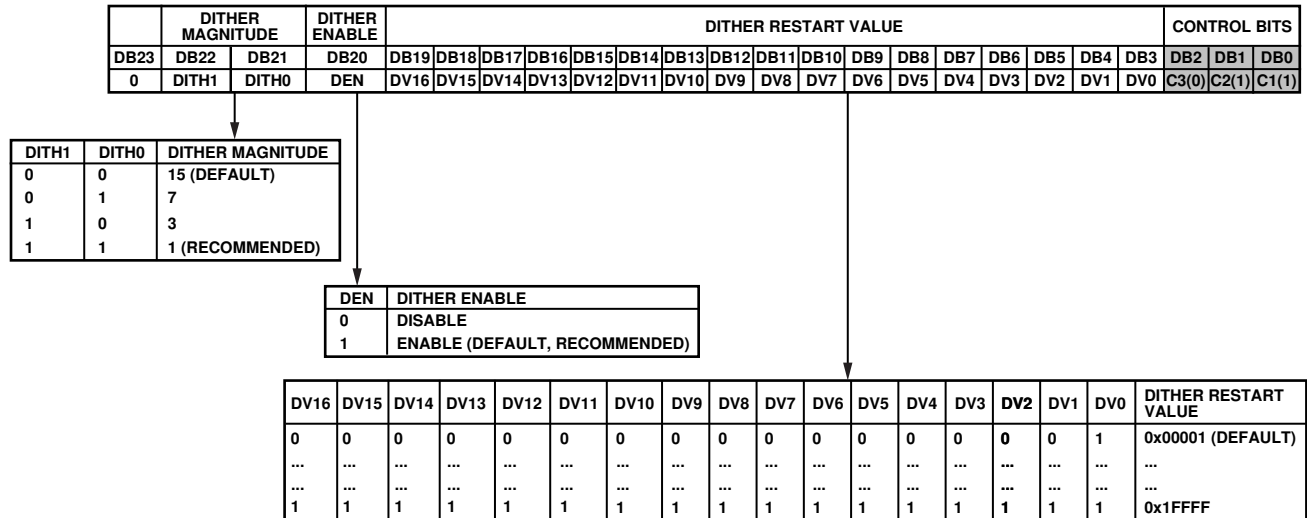 DITHER MAGNITUDE DITHER ENABLE DITHER RESTART VALUE CONTROL BITS
DB23 DB22 DB21 DB20 DB19 DB18 DB17 DB16 DB15 DB14 DB13 DB12 DB11 DB10 DB9 DB8 DB7 DB6 DB5 DB4 DB3 DB2 DB1 DB0
0 DITH1 DITH0 DEN DV16 DV15 DV14 DV13 DV12 DV11 DV10 DV9 DV8 DV7 DV6 DV5 DV4 DV3 DV2 DV1 DV0 C3(0) C2(1) C1(1)
DITH1 DITH0 DITHER MAGNITUDE
0 0 15 (DEFAULT)
0 1 7
1 0 3
1 1 1 (RECOMMENDED)
DEN DITHER ENABLE
0 DISABLE
1 ENABLE (DEFAULT, RECOMMENDED)
DV16 DV15 DV14 DV13 DV12 DV11 DV10 DV9 DV8 DV7 DV6 DV5 DV4 DV3 DV2 DV1 DV0 DITHER RESTART VALUE
0 0 0 0 0 0 0 0 0 0 0 0 0 0 0 0 1 0x00001 (DEFAULT)
... ... ... ... ... ... ... ... ... ... ... ... ... ... ... ... ... ...
... ... ... ... ... ... ... ... ... ... ... ... ... ... ... ... ... ...
1 1 1 1 1 1 1 1 1 1 1 1 1 1 1 1 1 0x1FFFF